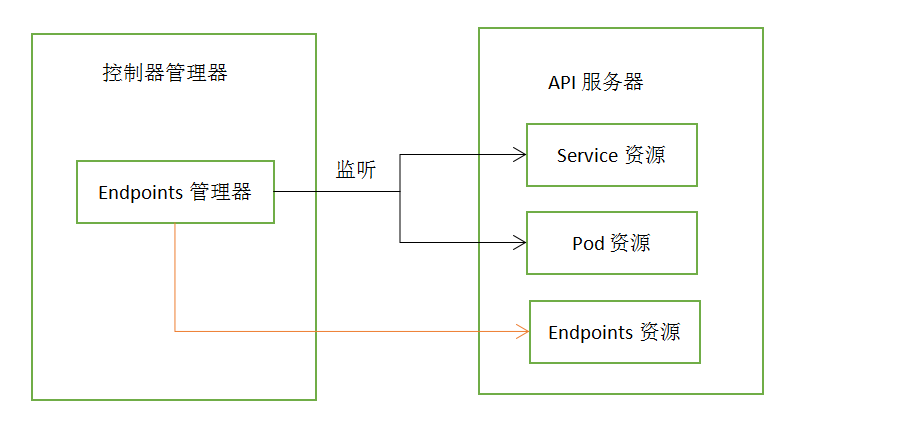 控制器管理器
API 服务器
监听
Service 资源
Endpoints 管理器
Pod 资源
Endpoints 资源